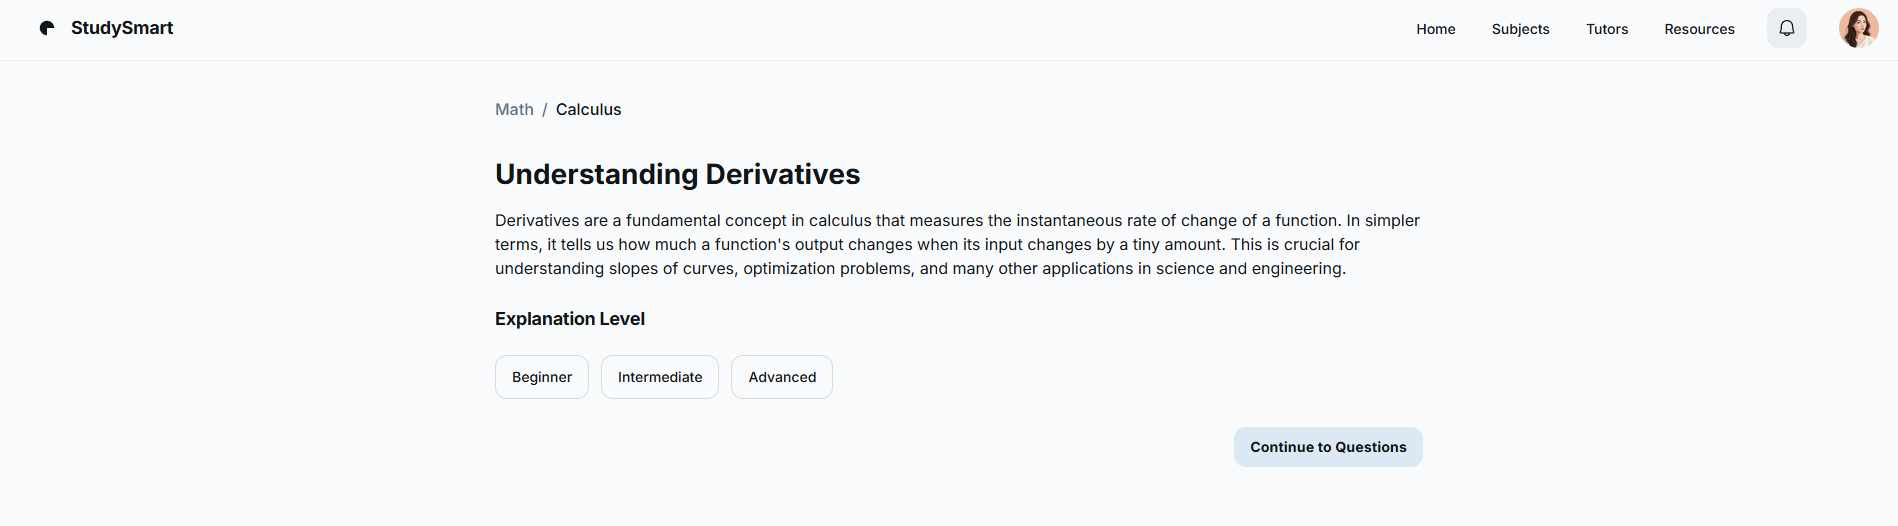 StudySmart
Home
Subjects
Tutors
Resources
Math / Calculus
Understanding Derivatives
Derivatives are a fundamental concept in calculus that measures the instantaneous rate of change of a function. In simpler
terms, it tells us how much a function's output changes when its input changes by a tiny amount. This is crucial for
understanding slopes of curves, optimization problems, and many other applications in science and engineering.
Explanation Level
Beginner
Intermediate
Advanced
Continue to Questions